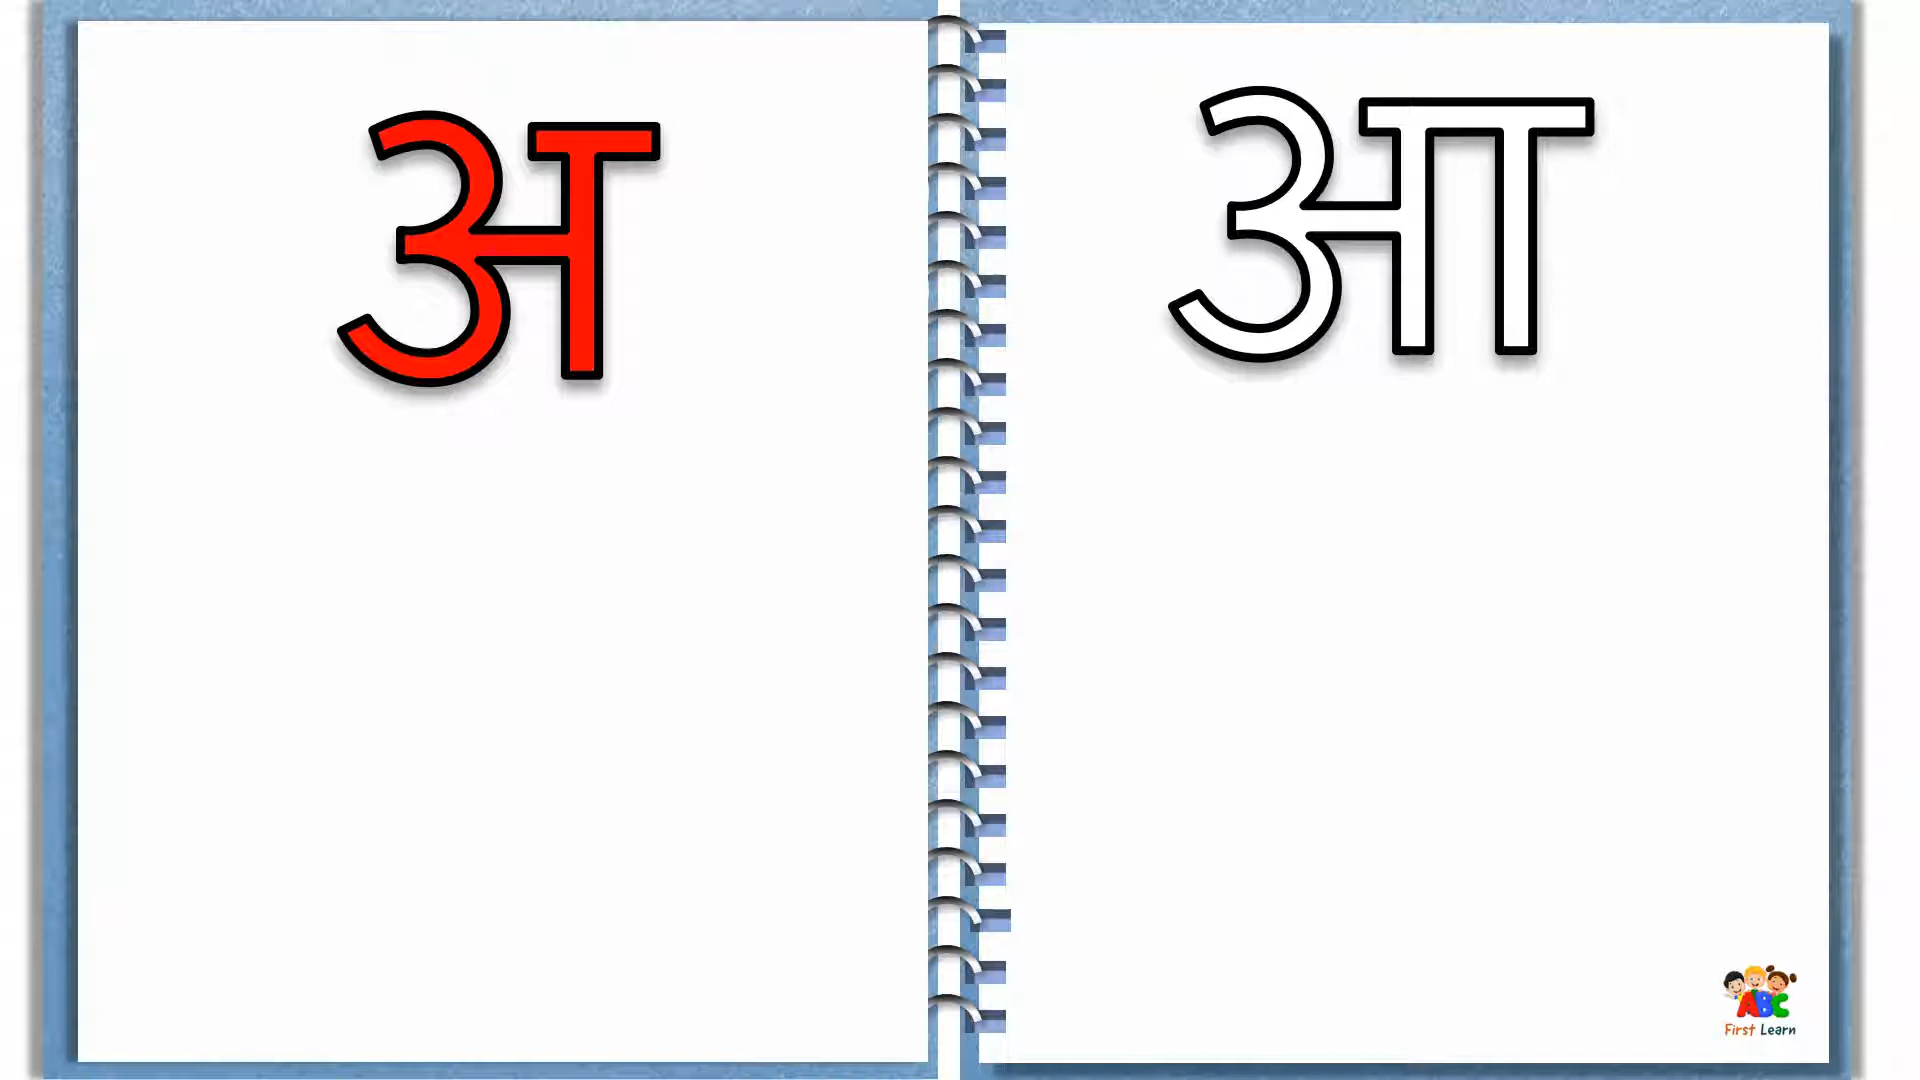 अ
आ
ABC
First Learn